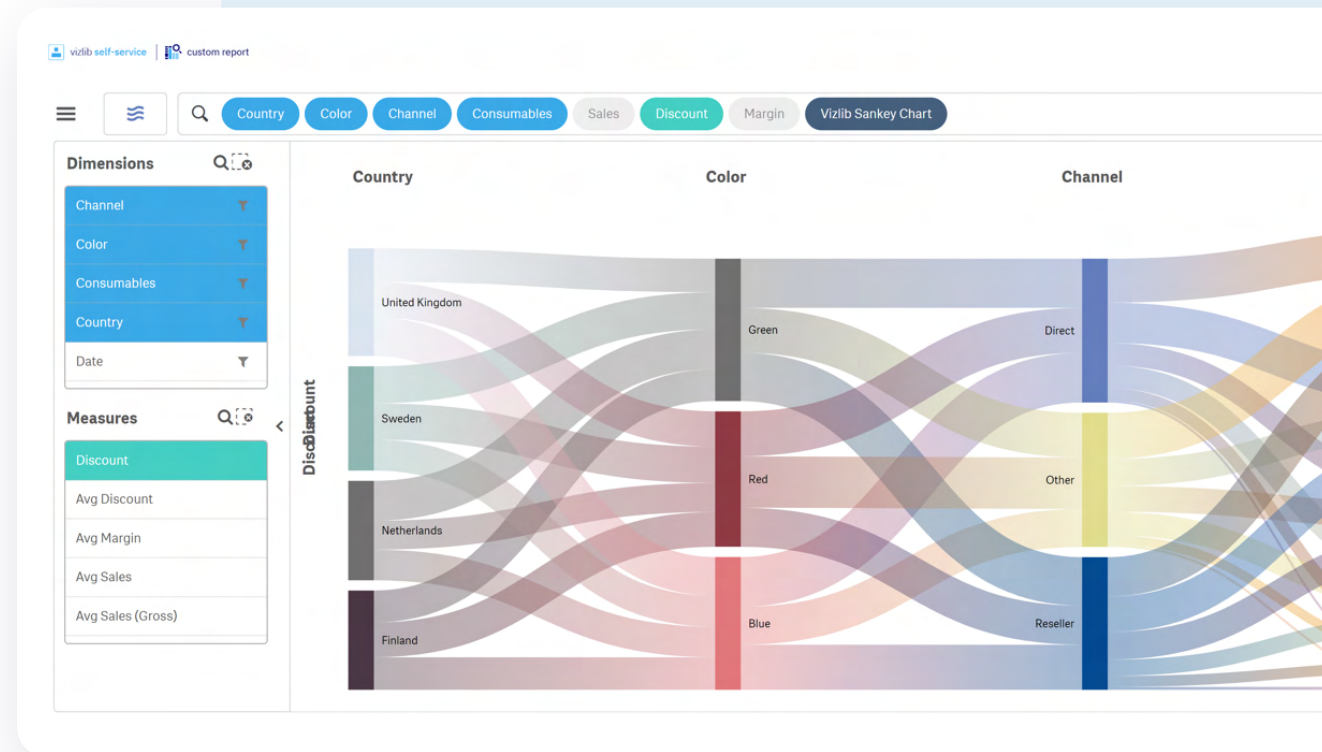 vizlib self-service custom report
Country Color Channel Consumables Sales Discount Margin Vizlib Sankey Chart
Dimensions
Channel
Color
Consumables
Country
Date
Measures
Discount
Avg Discount
Avg Margin
Avg Sales
Avg Sales (Gross)
Discount
Discount
Country Color Channel
United Kingdom
Sweden
Netherlands
Finland
Green
Red
Blue
Direct
Other
Reseller